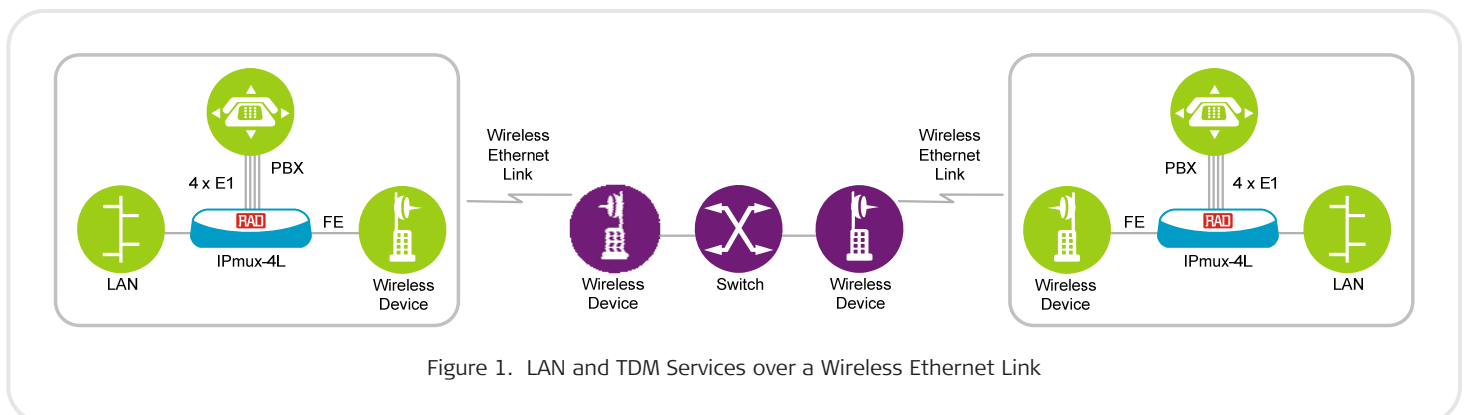 PBX
4 x E1
RAD
FE
IPmux-4L
LAN
Wireless
Device
Wireless
Ethernet
Link
Wireless
Device
Switch
Wireless
Device
Wireless
Ethernet
Link
PBX
4 x E1
RAD
FE
IPmux-4L
Wireless
Device
LAN
Figure 1. LAN and TDM Services over a Wireless Ethernet Link